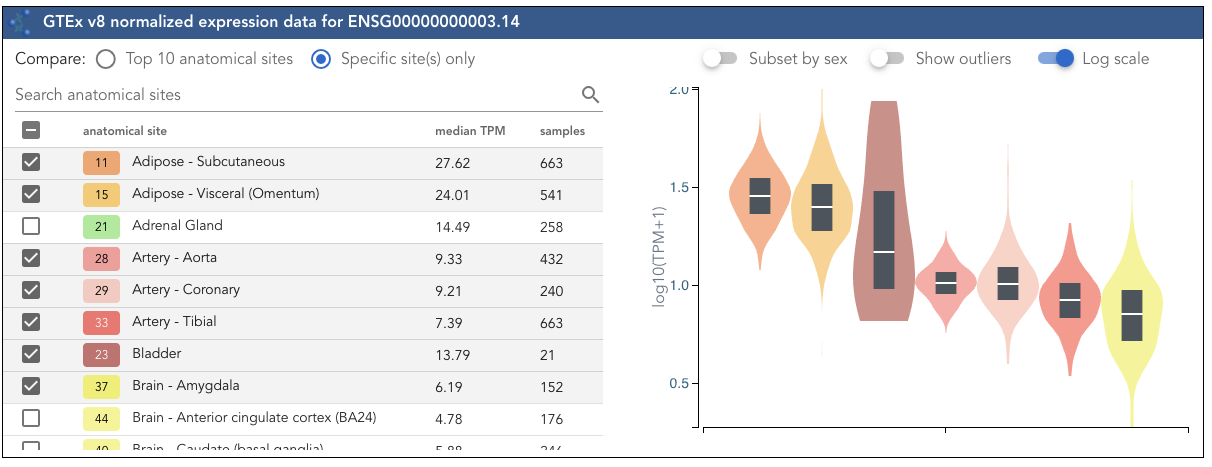 GTEx v8 normalized expression data for ENSG00000000003.14
Compare: Top 10 anatomical sites Specific site(s) only
Subset by sex Show outliers Log scale
Search anatomical sites
anatomical site median TPM samples
11 Adipose - Subcutaneous 27.62 663
15 Adipose - Visceral (Omentum) 24.01 541
21 Adrenal Gland 14.49 258
28 Artery - Aorta 9.33 432
29 Artery - Coronary 9.21 240
33 Artery - Tibial 7.39 663
23 Bladder 13.79 21
37 Brain - Amygdala 6.19 152
44 Brain - Anterior cingulate cortex (BA24) 4.78 176
40 Brain - Caudate (basal ganglia) 5.88 246
2.0
1.5
1.0
0.5
log10(TPM+1)